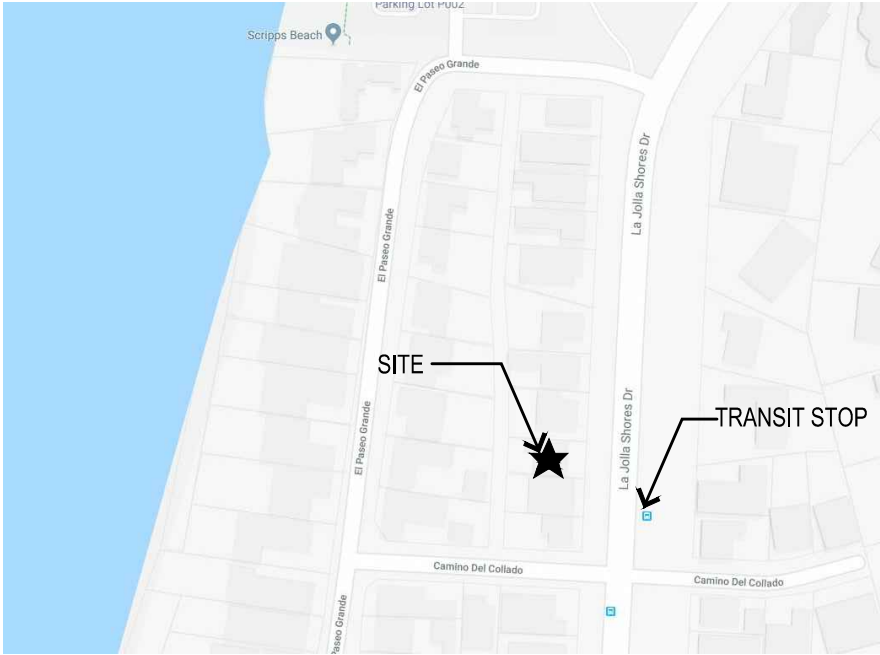 Parking Lot P002
Scripps Beach
El Paseo Grande
La Jolla Shores Dr
El Paseo Grande
SITE
La Jolla Shores Dr
TRANSIT STOP
El Paseo Grande
Camino Del Collado
Camino Del Collado
Paseo Grande